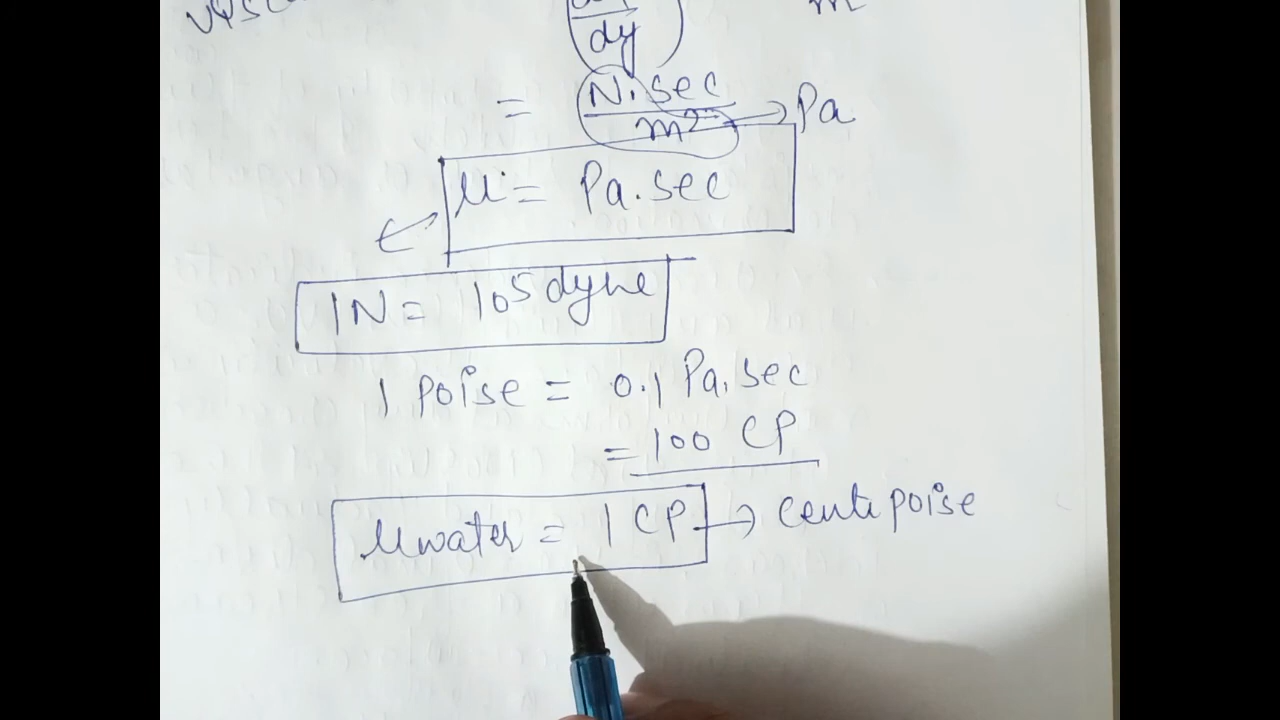 dy
m
= N. sec
m² → Pa
μ = Pa. sec
1N = 10⁵ dyne
1 poise = 0.1 Pa. sec
= 100 CP
μwater = 1 CP → Centipoise